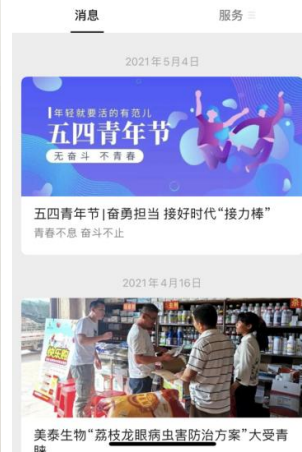 消息
服务
2021年5月4日
年轻就要活的有范儿
五四青年节
无奋斗 不青春
五四青年节|奋勇担当 接好时代“接力棒”
青春不息 奋斗不止
2021年4月16日
快乐购
美泰生物“荔枝龙眼病虫害防治方案”大受青
睐